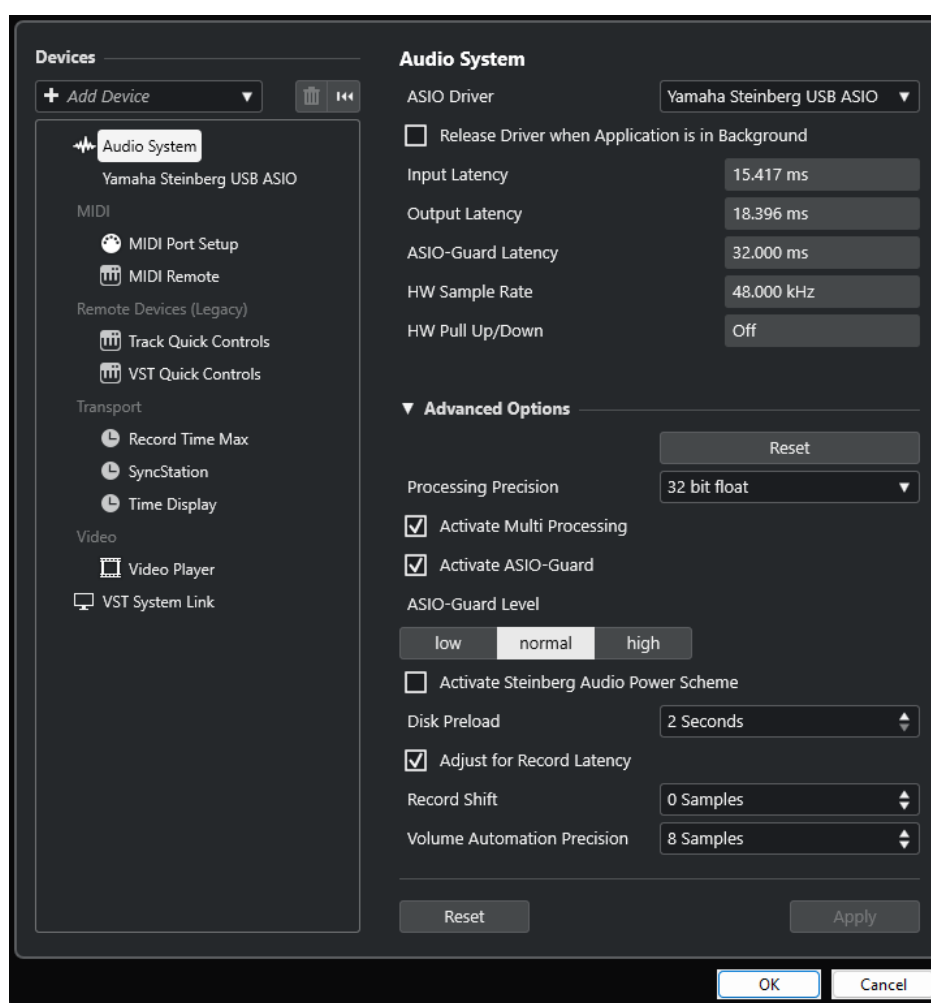 Devices
Add Device
Audio System
Yamaha Steinberg USB ASIO
MIDI
MIDI Port Setup
MIDI Remote
Remote Devices (Legacy)
Track Quick Controls
VST Quick Controls
Transport
Record Time Max
SyncStation
Time Display
Video
Video Player
VST System Link
Audio System
ASIO Driver Yamaha Steinberg USB ASIO
Release Driver when Application is in Background
Input Latency 15.417 ms
Output Latency 18.396 ms
ASIO-Guard Latency 32.000 ms
HW Sample Rate 48.000 kHz
HW Pull Up/Down Off
Advanced Options
Reset
Processing Precision 32 bit float
Activate Multi Processing
Activate ASIO-Guard
ASIO-Guard Level
low normal high
Activate Steinberg Audio Power Scheme
Disk Preload 2 Seconds
Adjust for Record Latency
Record Shift 0 Samples
Volume Automation Precision 8 Samples
Reset Apply
OK Cancel